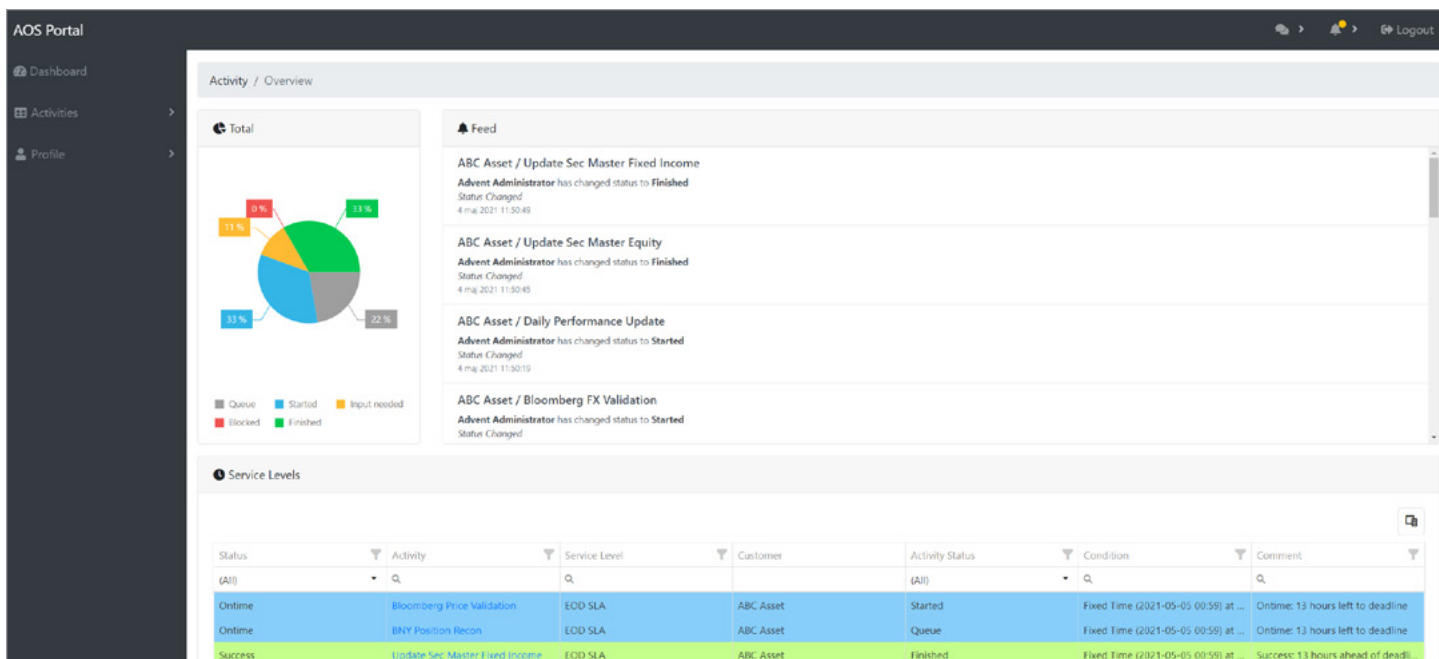 AOS Portal
Logout
Dashboard
Activities
Profile
Activity / Overview
Total
0 %
33 %
11 %
33 %
22 %
Queue Started Input needed
Blocked Finished
Feed
ABC Asset / Update Sec Master Fixed Income
Advent Administrator has changed status to Finished
Status Changed
4 maj 2021 11:50:49
ABC Asset / Update Sec Master Equity
Advent Administrator has changed status to Finished
Status Changed
4 maj 2021 11:50:45
ABC Asset / Daily Performance Update
Advent Administrator has changed status to Started
Status Changed
4 maj 2021 11:50:19
ABC Asset / Bloomberg FX Validation
Advent Administrator has changed status to Started
Status Changed
Service Levels
Status Activity Service Level Customer Activity Status Condition Comment
(All) (All)
Ontime Bloomberg Price Validation EOD SLA ABC Asset Started Fixed Time (2021-05-05 00:59) at ... Ontime: 13 hours left to deadline
Ontime BNY Position Recon EOD SLA ABC Asset Queue Fixed Time (2021-05-05 00:59) at ... Ontime: 13 hours left to deadline
Success Update Sec Master Fixed Income EOD SLA ABC Asset Finished Fixed Time (2021-05-05 00:59) at ... Success: 13 hours ahead of deadli...